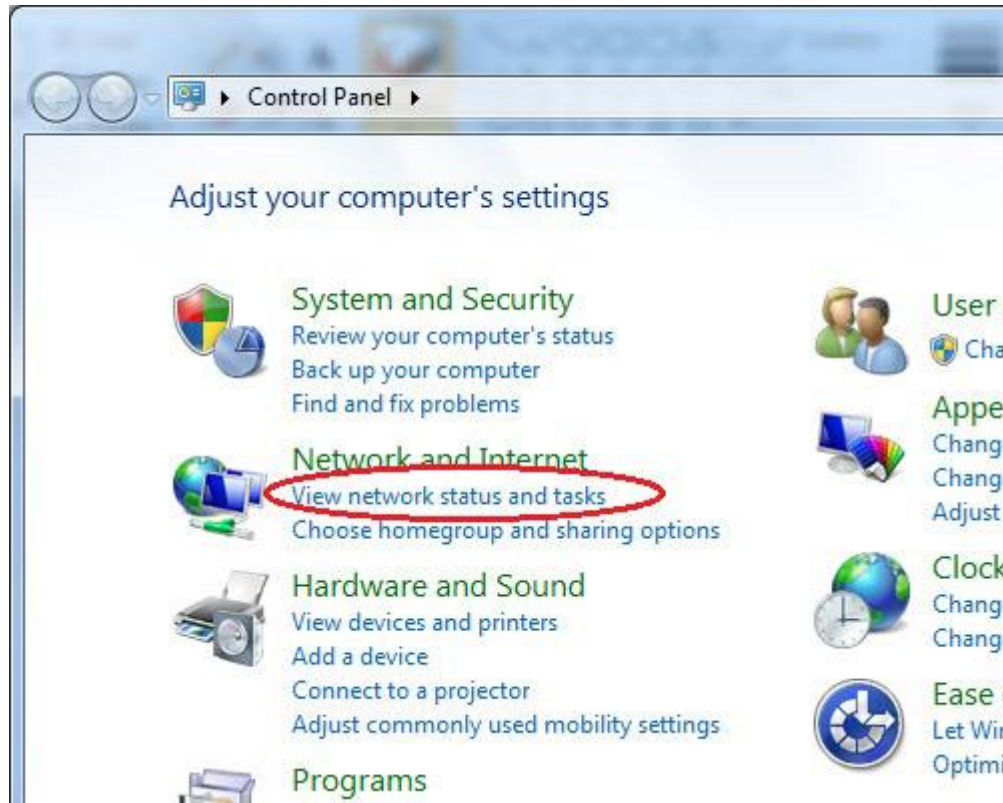 Control Panel
Adjust your computer's settings
System and Security
Review your computer's status
Back up your computer
Find and fix problems
Network and Internet
View network status and tasks
Choose homegroup and sharing options
Hardware and Sound
View devices and printers
Add a device
Connect to a projector
Adjust commonly used mobility settings
Programs
User
Cha
Appe
Chang
Chang
Adjust
Clock
Chang
Chang
Ease
Let Win
Optimi